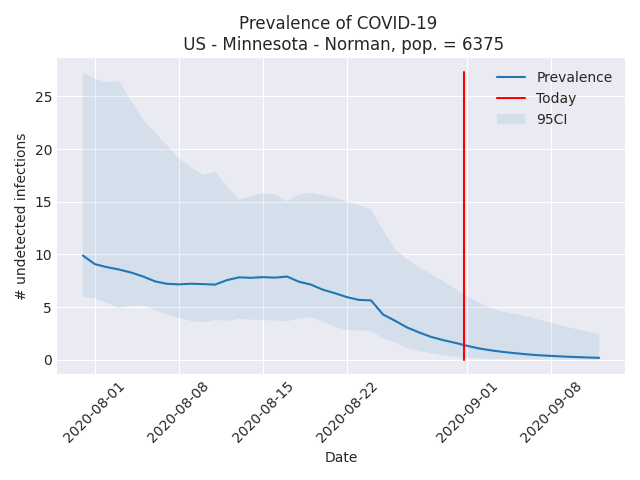 Prevalence of COVID-19
US - Minnesota - Norman, pop. = 6375
Prevalence
Today
95CI
# undetected infections
25
20
15
10
5
0
2020-08-01
2020-08-08
2020-08-15
2020-08-22
2020-09-01
2020-09-08
Date